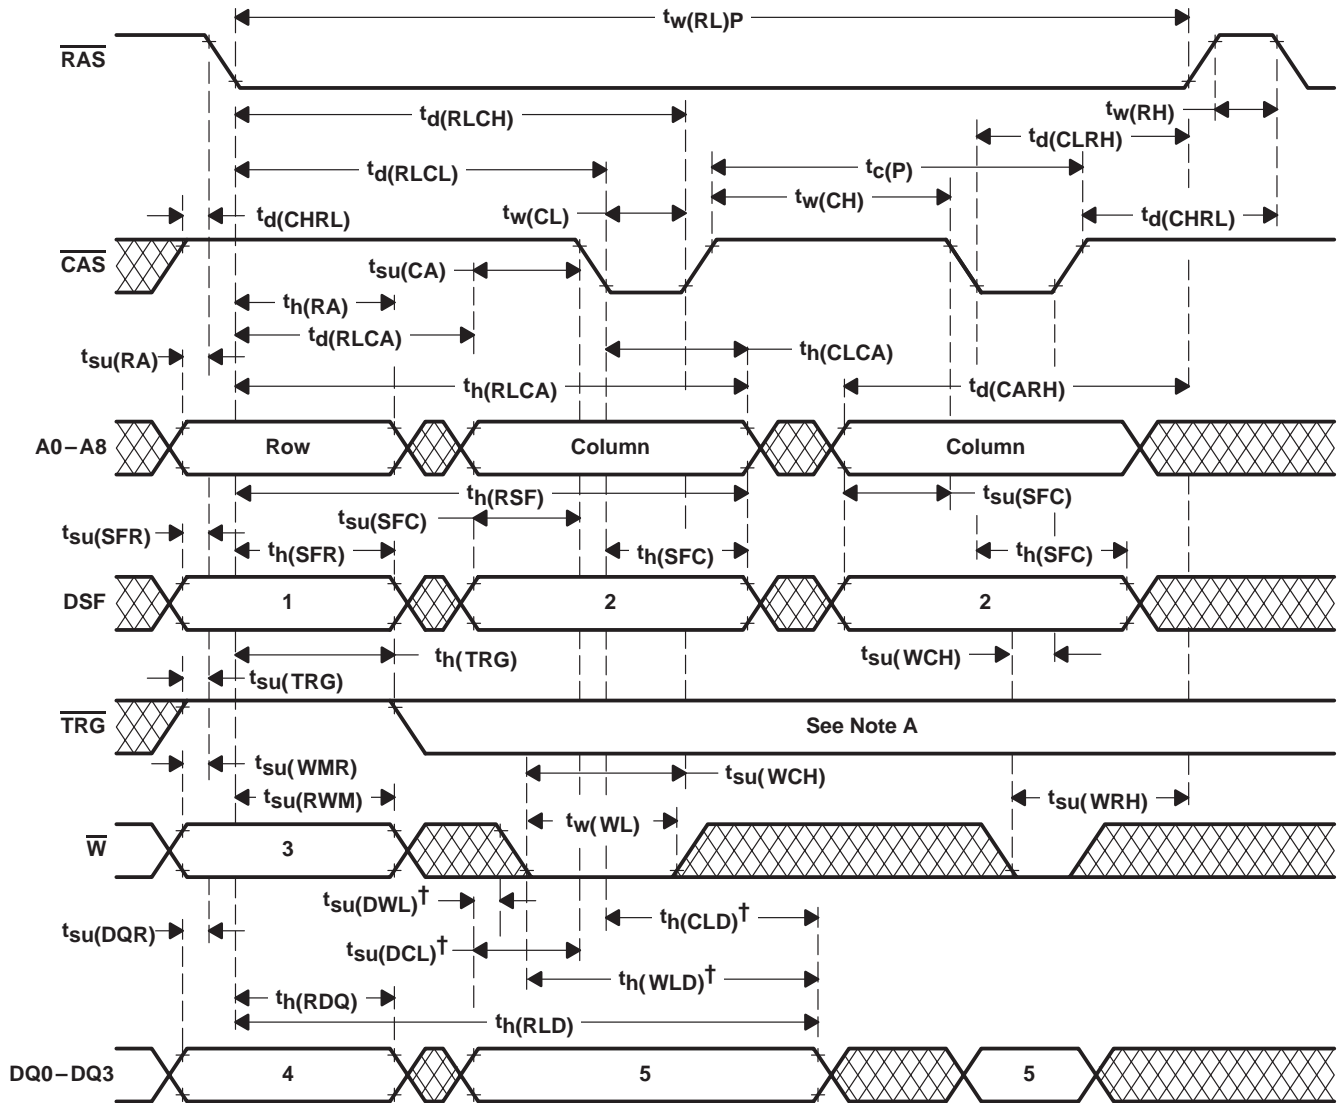 tw(RL)P
RAS
td(RLCH)
tw(RH)
td(CLRH)
td(RLCL)
tc(P)
tw(CL)
tw(CH)
td(CHRL)
td(CHRL)
CAS
tsu(CA)
th(RA)
td(RLCA)
tsu(RA)
th(CLCA)
th(RLCA)
td(CARH)
A0–A8
Row
Column
Column
th(RSF)
tsu(SFC)
tsu(SFC)
tsu(SFR)
th(SFR)
th(SFC)
th(SFC)
DSF
1
2
2
th(TRG)
tsu(WCH)
tsu(TRG)
TRG
See Note A
tsu(WMR)
tsu(WCH)
tsu(RWM)
tsu(WRH)
tw(WL)
W
3
tsu(DWL)†
th(CLD)†
tsu(DQR)
tsu(DCL)†
th(WLD)†
th(RDQ)
th(RLD)
DQ0–DQ3
4
5
5